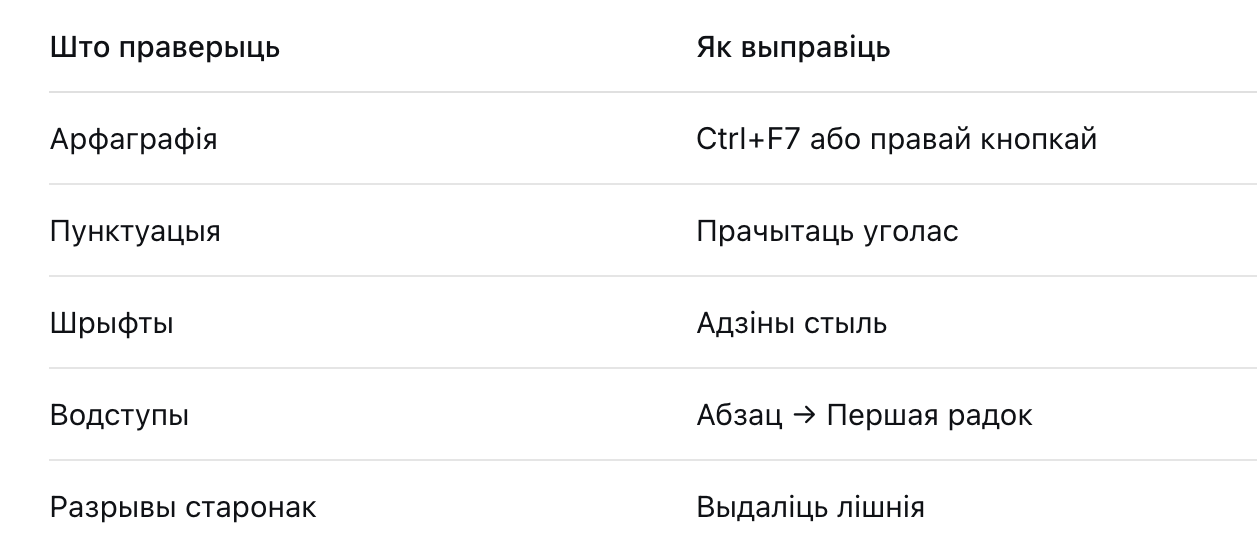 Што праверыць Як выправіць
Арфаграфія Ctrl+F7 або правай кнопкай
Пунктуацыя Прачытаць уголас
Шрыфты Адзіны стыль
Водступы Абзац → Першая радок
Разрывы старонак Выдаліць лішнія